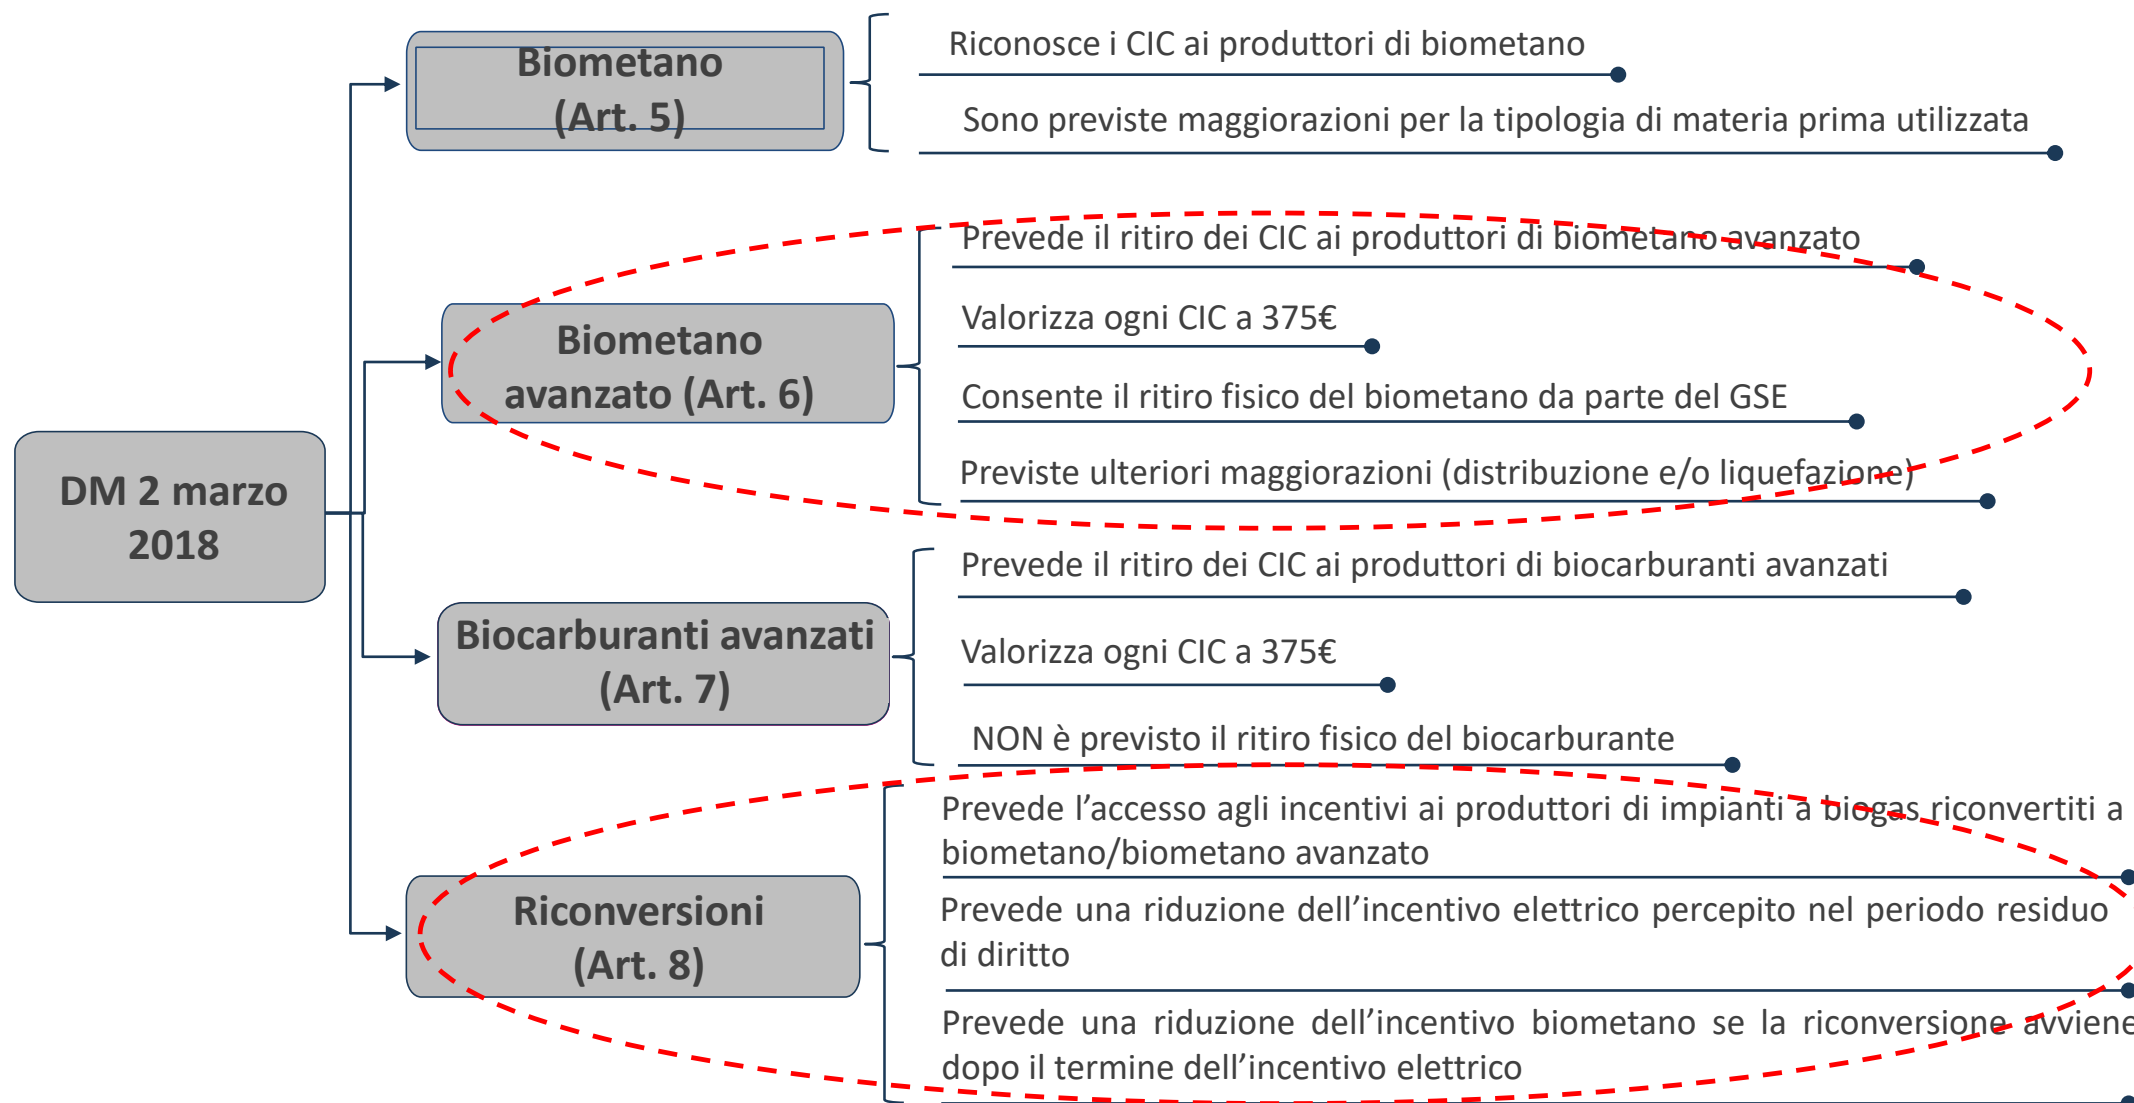 DM 2 marzo
2018
Biometano
(Art. 5)
Riconosce i CIC ai produttori di biometano
Sono previste maggiorazioni per la tipologia di materia prima utilizzata
Biometano
avanzato (Art. 6)
Prevede il ritiro dei CIC ai produttori di biometano avanzato
Valorizza ogni CIC a 375€
Consente il ritiro fisico del biometano da parte del GSE
Previste ulteriori maggiorazioni (distribuzione e/o liquefazione)
Biocarburanti avanzati
(Art. 7)
Prevede il ritiro dei CIC ai produttori di biocarburanti avanzati
Valorizza ogni CIC a 375€
NON è previsto il ritiro fisico del biocarburante
Riconversioni
(Art. 8)
Prevede l’accesso agli incentivi ai produttori di impianti a biogas riconvertiti a
biometano/biometano avanzato
Prevede una riduzione dell’incentivo elettrico percepito nel periodo residuo
di diritto
Prevede una riduzione dell’incentivo biometano se la riconversione avviene
dopo il termine dell’incentivo elettrico